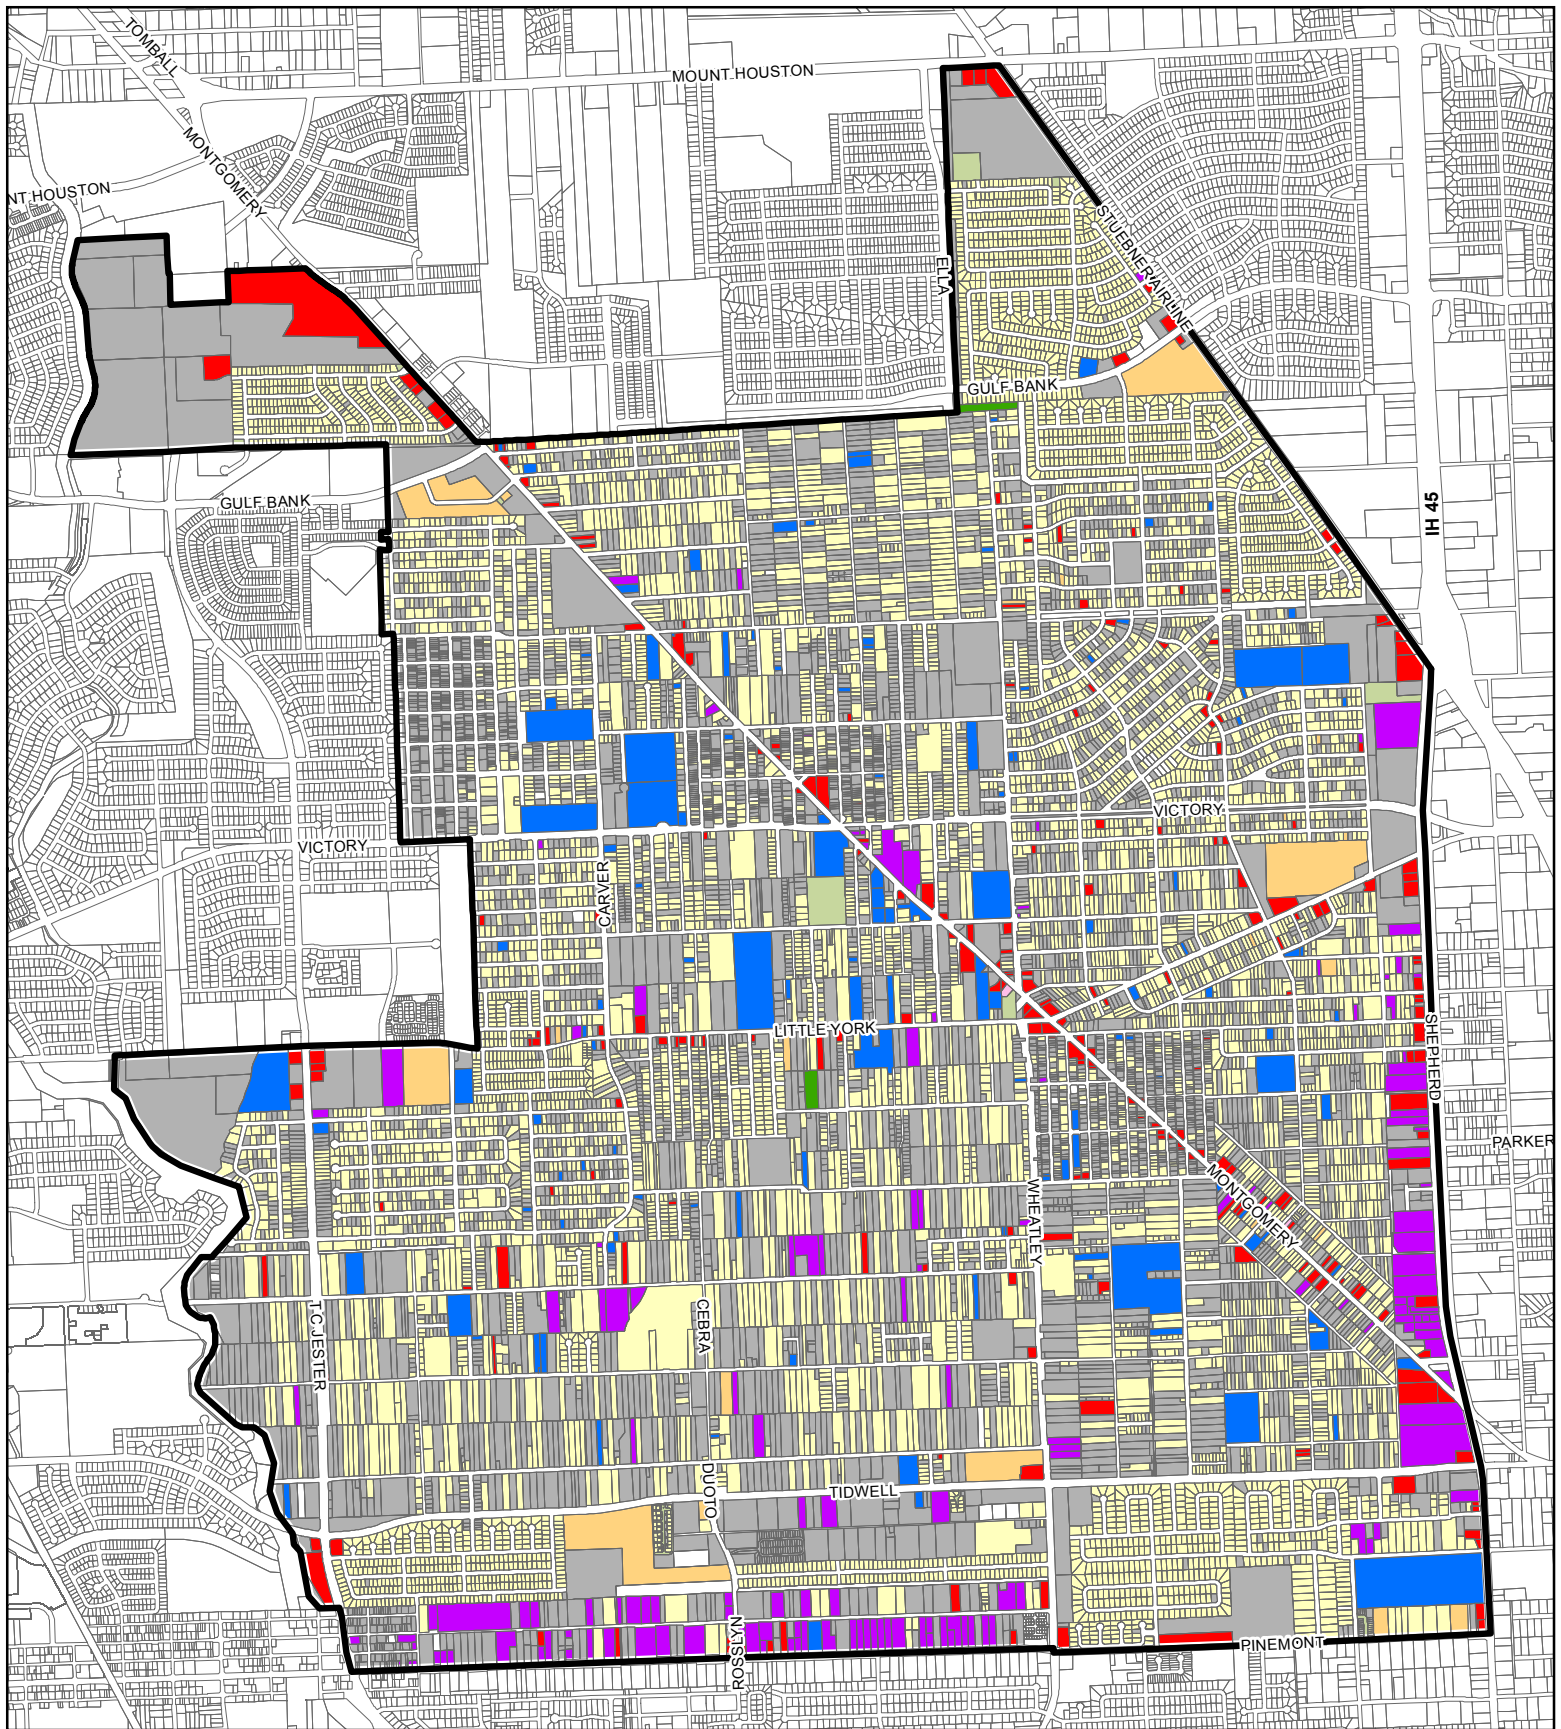 TOMBALL
MOUNT HOUSTON
MONTGOMERY
NT HOUSTON
STUEBNER AIRLINE
ELLA
GULF BANK
GULF BANK
IH 45
VICTORY
VICTORY
CARVER
LITTLE YORK
SHEPHERD
PARKER
MONTGOMERY
WHEATLEY
T C JESTER
CEBRA
DUOTO
TIDWELL
ROSSLYN
PINEMONT